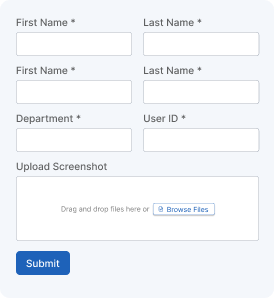 First Name * Last Name *
First Name * Last Name *
Department * User ID *
Upload Screenshot
Drag and drop files here or Browse Files
Submit